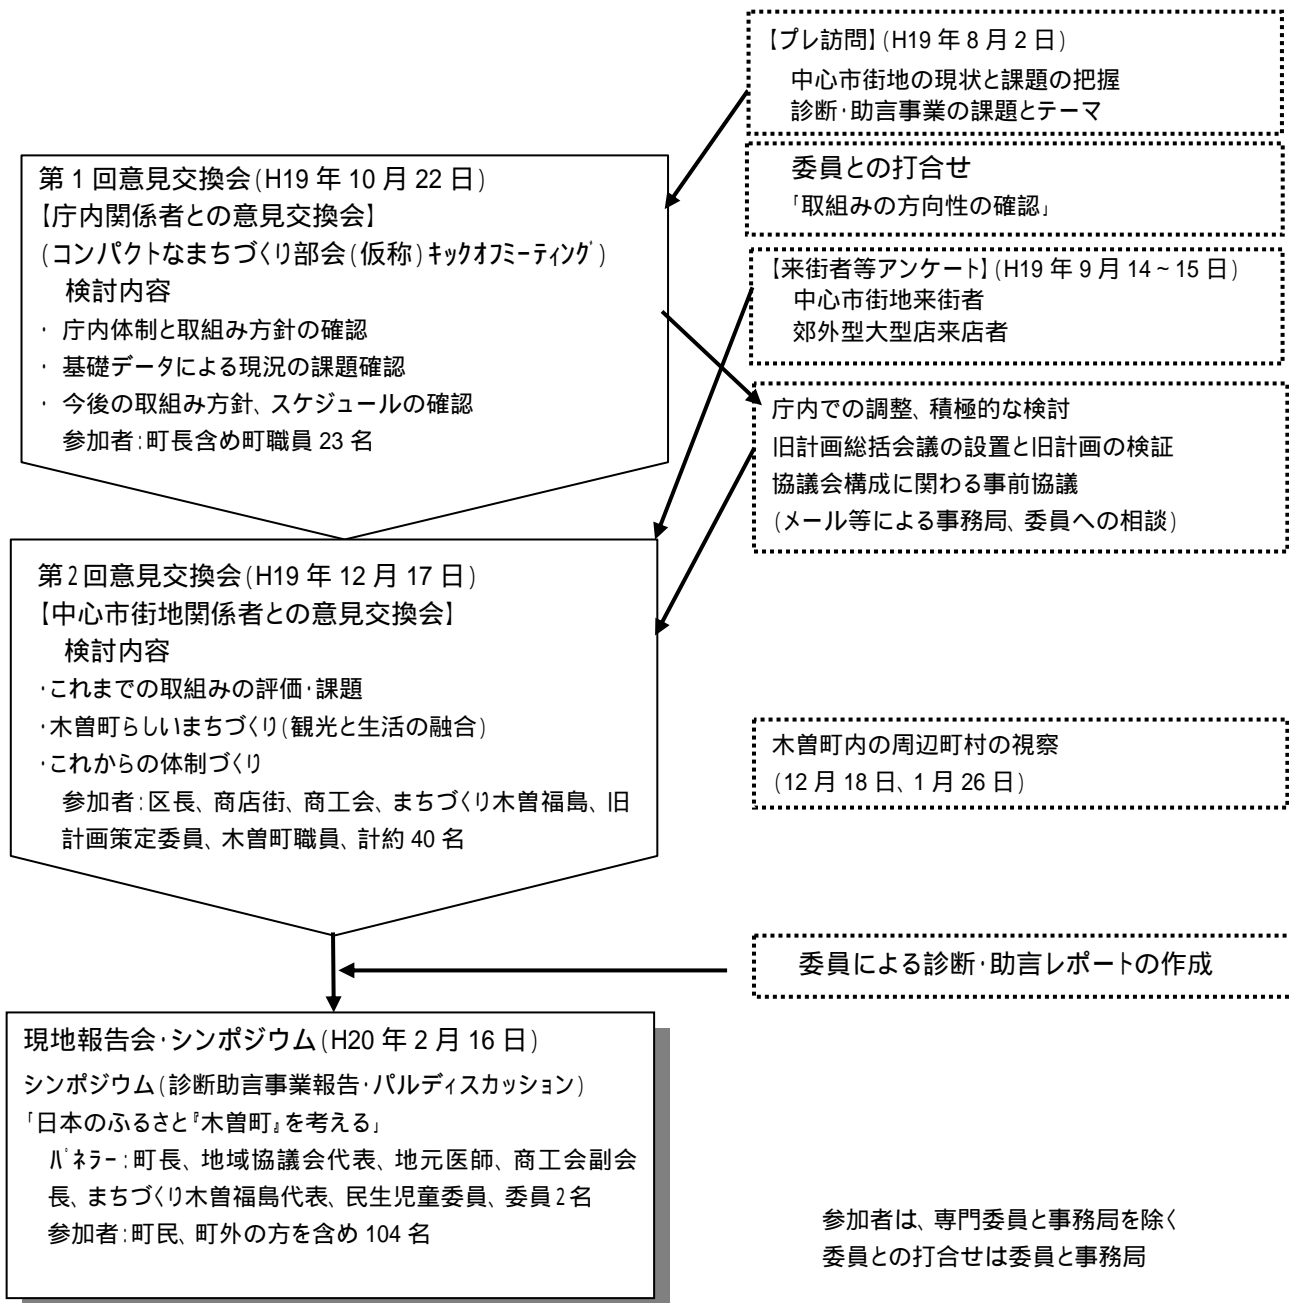 【プレ訪問】(H19 年 8 月 2 日)
中心市街地の現状と課題の把握
診断・助言事業の課題とテーマ
委員との打合せ
「取組みの方向性の確認」
【来街者等アンケート】(H19 年 9 月 14~15 日)
中心市街地来街者
郊外型大型店来店者
第 1 回意見交換会(H19 年 10 月 22 日)
【庁内関係者との意見交換会】
(コンパクトなまちづくり部会(仮称)ｷｯｸｵﾌﾐｰﾃｨﾝｸﾞ)
検討内容
・ 庁内体制と取組み方針の確認
・ 基礎データによる現況の課題確認
・ 今後の取組み方針、スケジュールの確認
参加者:町長含め町職員 23 名
庁内での調整、積極的な検討
旧計画総括会議の設置と旧計画の検証
協議会構成に関わる事前協議
(メール等による事務局、委員への相談)
第2回意見交換会(H19 年 12 月 17 日)
【中心市街地関係者との意見交換会】
検討内容
・これまでの取組みの評価・課題
・木曽町らしいまちづくり(観光と生活の融合)
・これからの体制づくり
参加者:区長、商店街、商工会、まちづくり木曽福島、旧
計画策定委員、木曽町職員、計約 40 名
木曽町内の周辺町村の視察
(12 月 18 日、1 月 26 日)
委員による診断・助言レポートの作成
現地報告会・シンポジウム(H20 年 2 月 16 日)
シンポジウム(診断助言事業報告・パルディスカッション)
「日本のふるさと『木曽町』を考える」
ﾊﾟﾈﾗｰ:町長、地域協議会代表、地元医師、商工会副会
長、まちづくり木曽福島代表、民生児童委員、委員2名
参加者:町民、町外の方を含め 104 名
参加者は、専門委員と事務局を除く
委員との打合せは委員と事務局